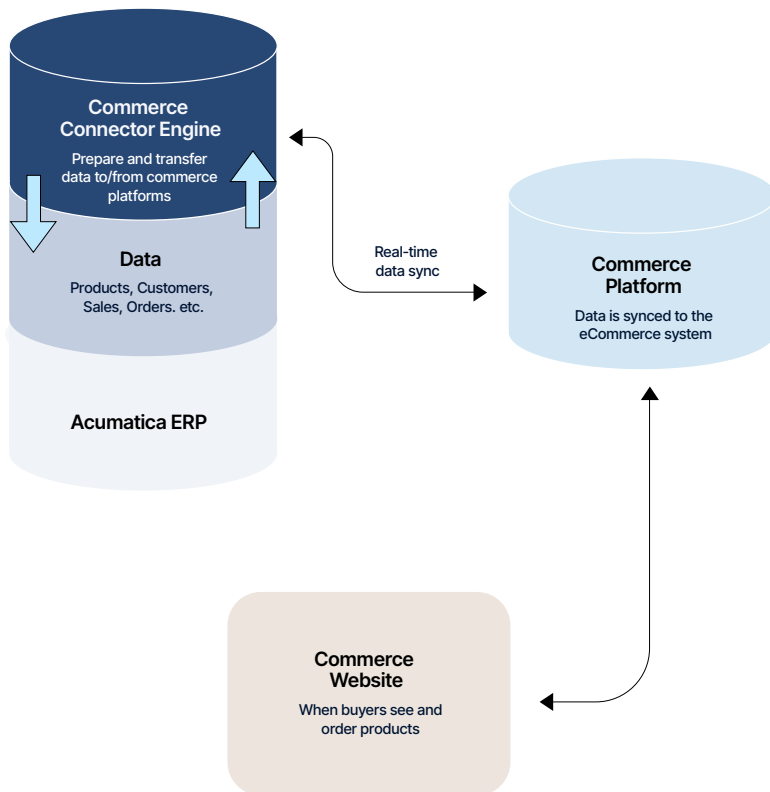 Commerce
Connector Engine
Prepare and transfer
data to/from commerce
platforms
Data
Products, Customers,
Sales, Orders. etc.
Acumatica ERP
Real-time
data sync
Commerce
Platform
Data is synced to the
eCommerce system
Commerce
Website
When buyers see and
order products